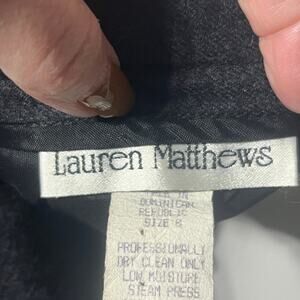 Lauren Matthews
MADE IN
DOMINICAN
REPUBLIC
SIZE 8
PROFESSIONALLY
DRY CLEAN ONLY
LOW MOISTURE
STEAM PRESS